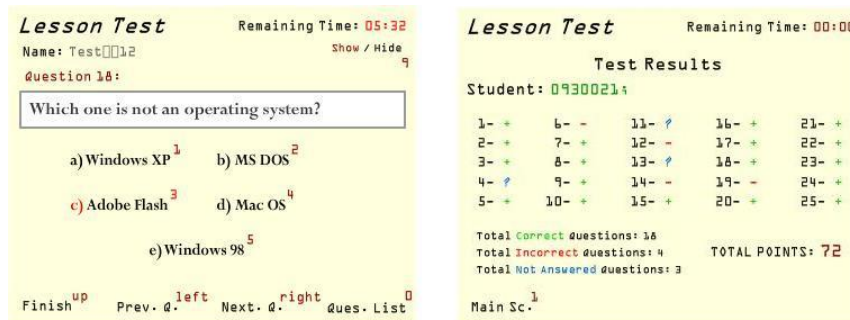 Lesson Test
Remaining Time: 05:32
Name: Test▯▯12
Show / Hide
9
Question 18:
Which one is not an operating system?
a) Windows XP 1
b) MS DOS 2
c) Adobe Flash 3
d) Mac OS 4
e) Windows 98 5
Finish up
Prev. Q. left
Next. Q. right
Ques. List 0
Lesson Test
Remaining Time: 00:00
Test Results
Student: 0930021
1- + 6- - 11- ? 16- + 21- +
2- + 7- + 12- - 17- + 22- +
3- + 8- + 13- ? 18- + 23- +
4- ? 9- + 14- - 19- - 24- +
5- + 10- + 15- + 20- + 25- +
Total Correct Questions: 18
Total Incorrect Questions: 4
Total Not Answered Questions: 3
TOTAL POINTS: 72
Main Sc. 1